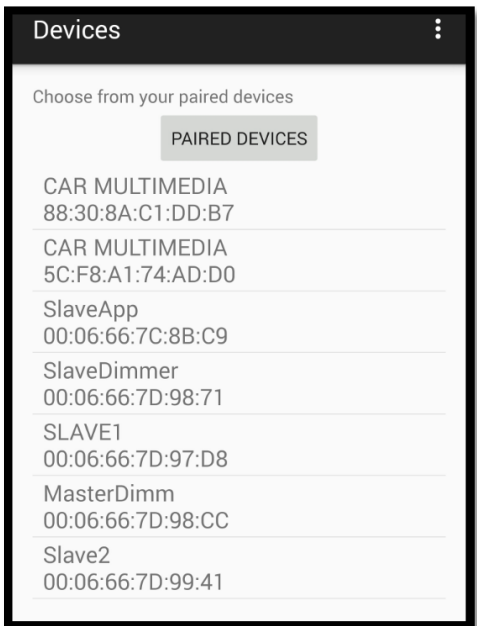 Devices
Choose from your paired devices
PAIRED DEVICES
CAR MULTIMEDIA
88:30:8A:C1:DD:B7
CAR MULTIMEDIA
5C:F8:A1:74:AD:D0
SlaveApp
00:06:66:7C:8B:C9
SlaveDimmer
00:06:66:7D:98:71
SLAVE1
00:06:66:7D:97:D8
MasterDimm
00:06:66:7D:98:CC
Slave2
00:06:66:7D:99:41